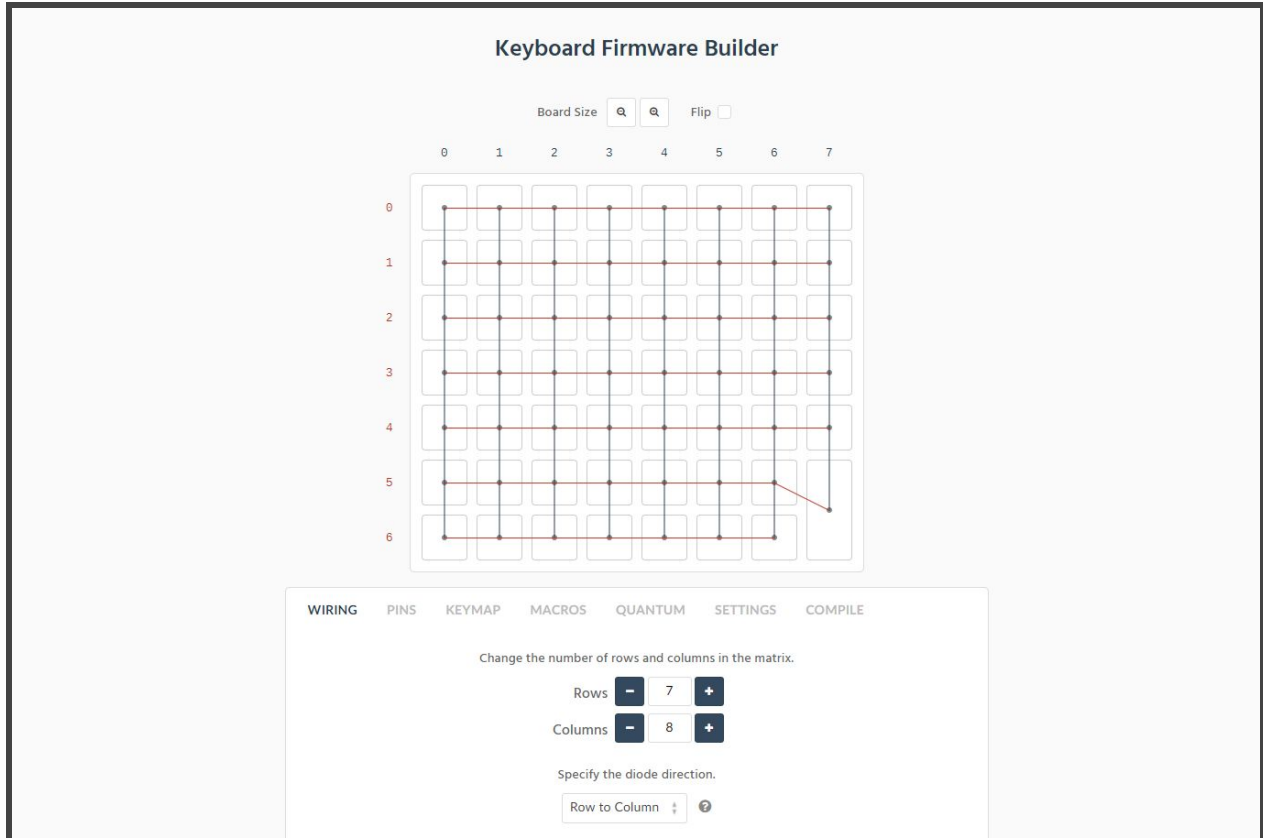 Keyboard Firmware Builder
Board Size Flip
0 1 2 3 4 5 6 7
0
1
2
3
4
5
6
WIRING PINS KEYMAP MACROS QUANTUM SETTINGS COMPILE
Change the number of rows and columns in the matrix.
Rows - 7 +
Columns - 8 +
Specify the diode direction.
Row to Column ?